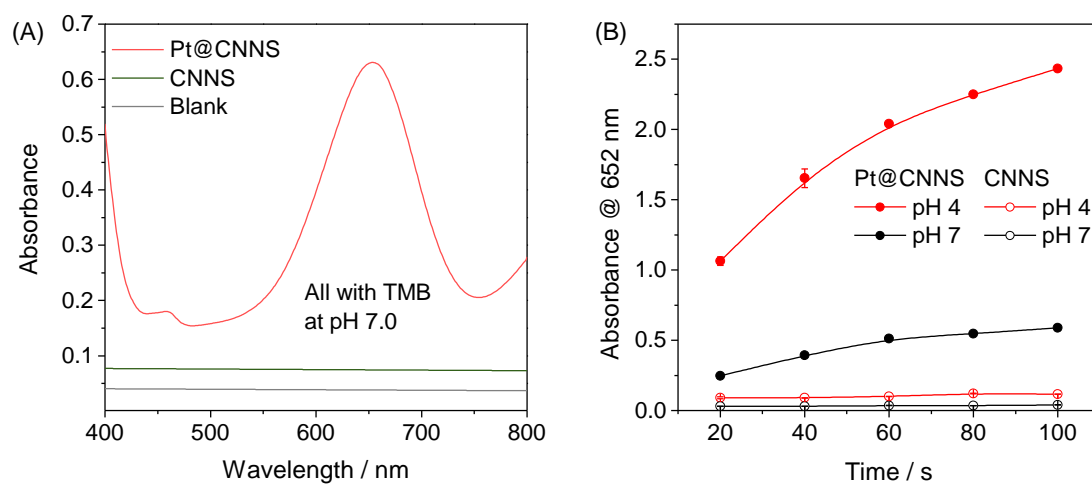 (A)
0.7
0.6
0.5
0.4
0.3
0.2
0.1
Absorbance
Pt@CNNS
CNNS
Blank
All with TMB
at pH 7.0
400 500 600 700 800
Wavelength / nm
(B)
2.5
2.0
1.5
1.0
0.5
0.0
Absorbance @ 652 nm
Pt@CNNS CNNS
pH 4 pH 4
pH 7 pH 7
20 40 60 80 100
Time / s